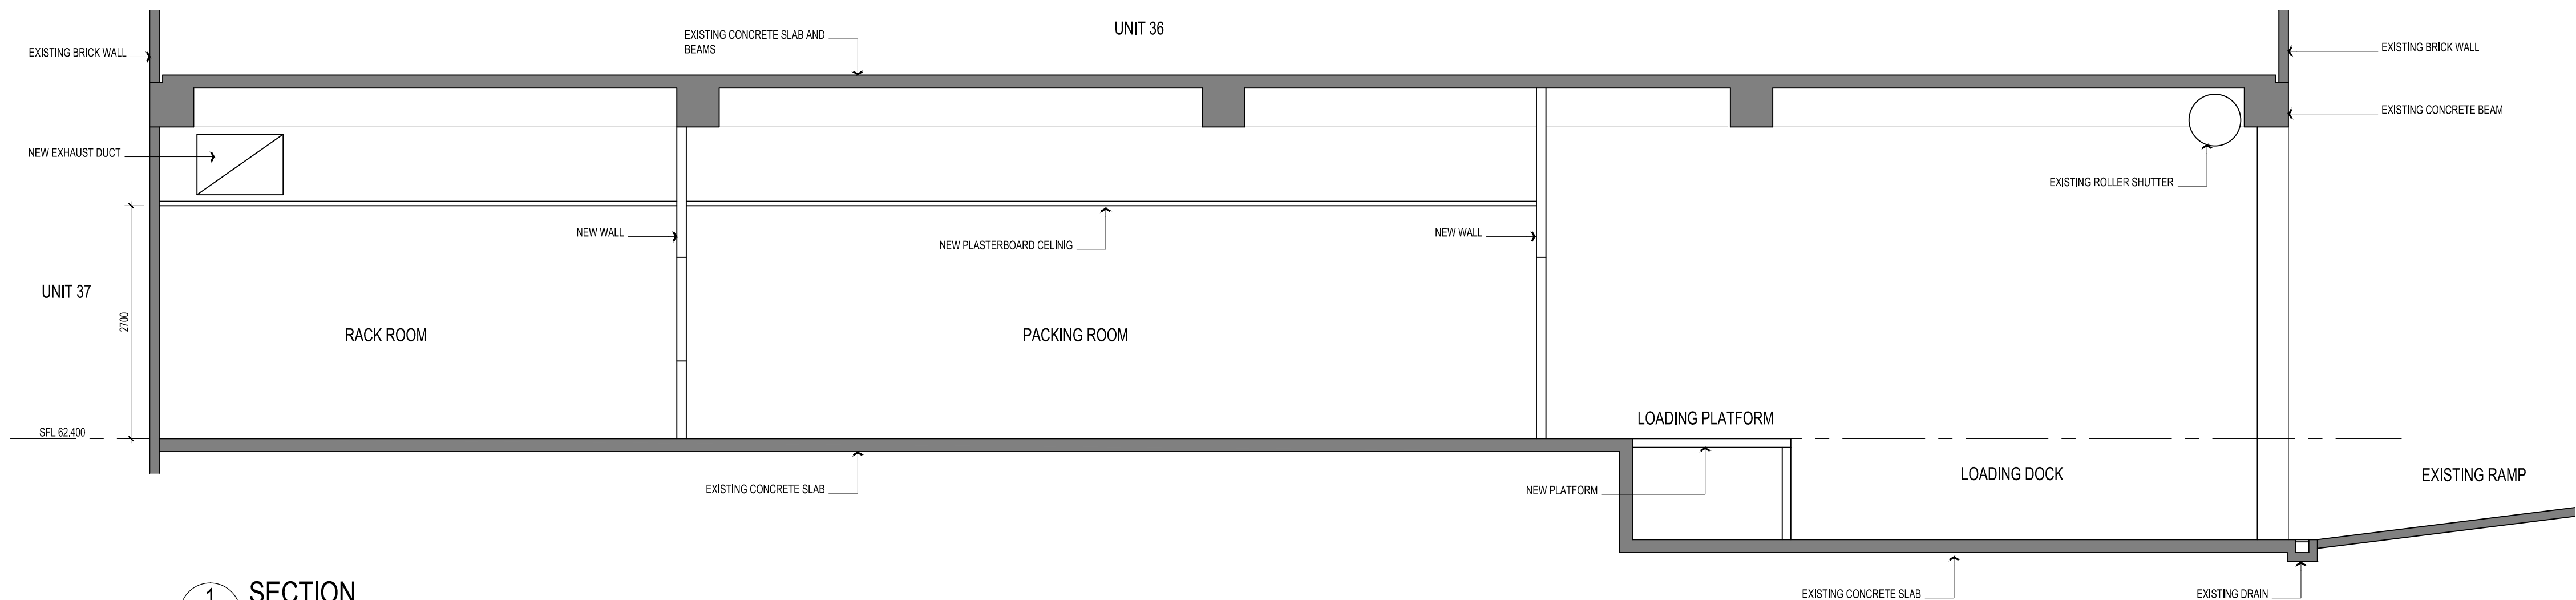 UNIT 36
EXISTING CONCRETE SLAB AND
BEAMS
EXISTING BRICK WALL
EXISTING BRICK WALL
EXISTING CONCRETE BEAM
NEW EXHAUST DUCT
EXISTING ROLLER SHUTTER
NEW WALL
NEW PLASTERBOARD CELINIG
NEW WALL
UNIT 37
2700
RACK ROOM
PACKING ROOM
LOADING PLATFORM
SFL 62.400
LOADING DOCK
EXISTING RAMP
EXISTING CONCRETE SLAB
NEW PLATFORM
1
SECTION
EXISTING CONCRETE SLAB
EXISTING DRAIN